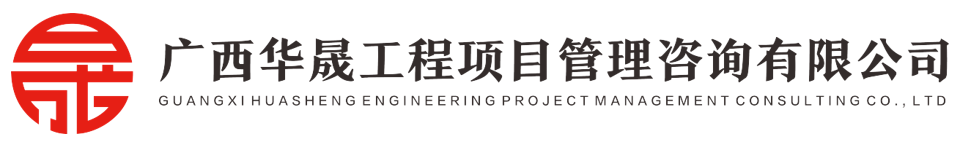 广西华晟工程项目管理咨询有限公司
GUANGXI HUASHENG ENGINEERING PROJECT MANAGEMENT CONSULTING CO., LTD